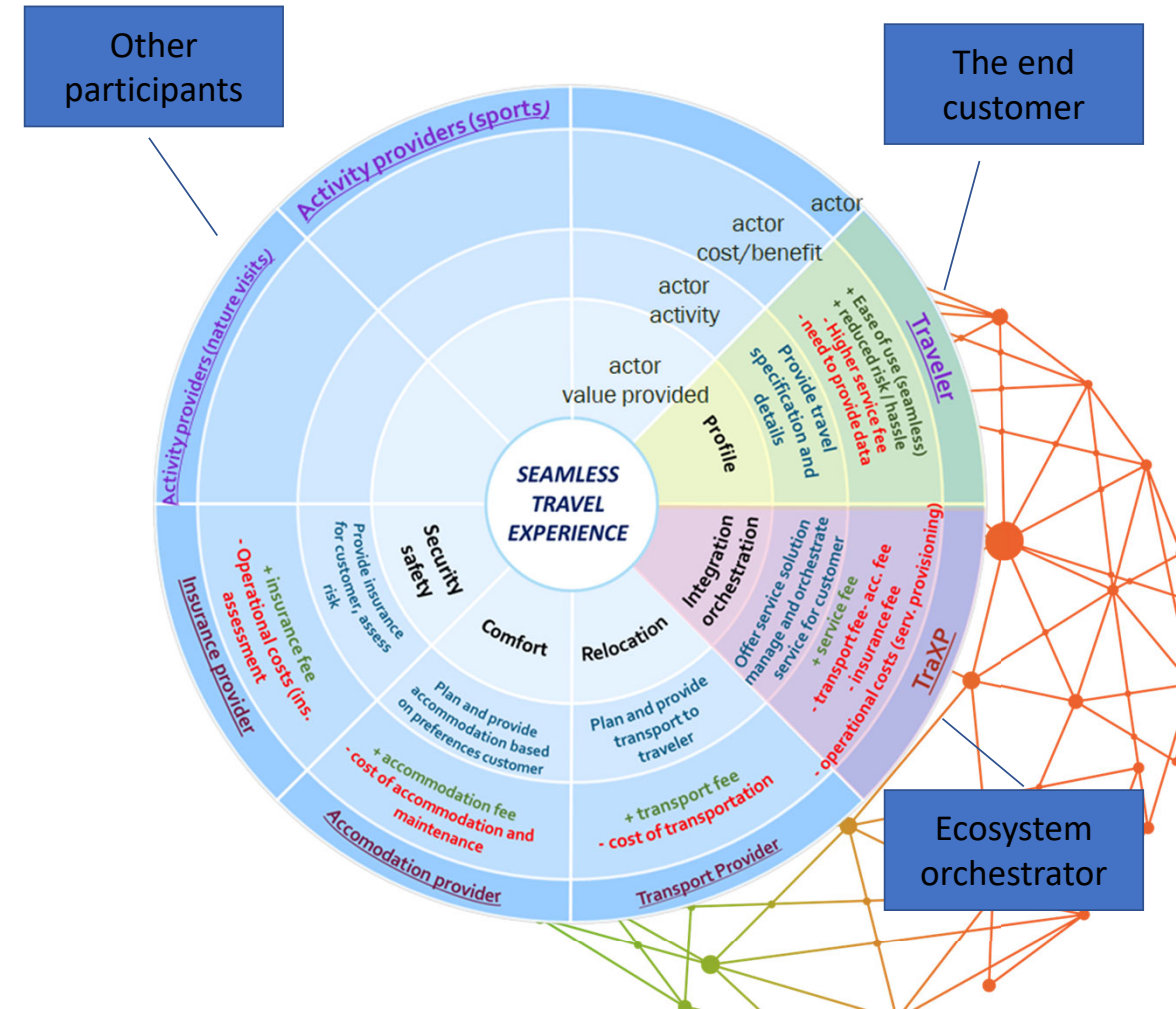 Other
participants
The end
customer
Activity providers (sports)
Activity providers (nature visits)
actor
actor
cost/benefit
actor
activity
actor
value provided
Traveler
+ Ease of use (seamless)
+ reduced risk / hassle
- Higher service fee
- need to provide data
Provide travel
specification and
details
Profile
SEAMLESS
TRAVEL
EXPERIENCE
Integration
orchestration
Offer service solution
manage and orchestrate
service for customer
+ service fee
- transport fee- acc. fee
- insurance fee
- operational costs (serv. provisioning)
TraXP
Relocation
Plan and provide
transport to
traveler
+ transport fee
- cost of transportation
Transport Provider
Comfort
Plan and provide
accommodation based
on preferences customer
+ accommodation fee
- cost of accommodation and
maintenance
Accomodation provider
Security
safety
Provide insurance
for customer, assess
risk
+ insurance fee
- Operational costs (ins.
assessment
Insurance provider
Ecosystem
orchestrator